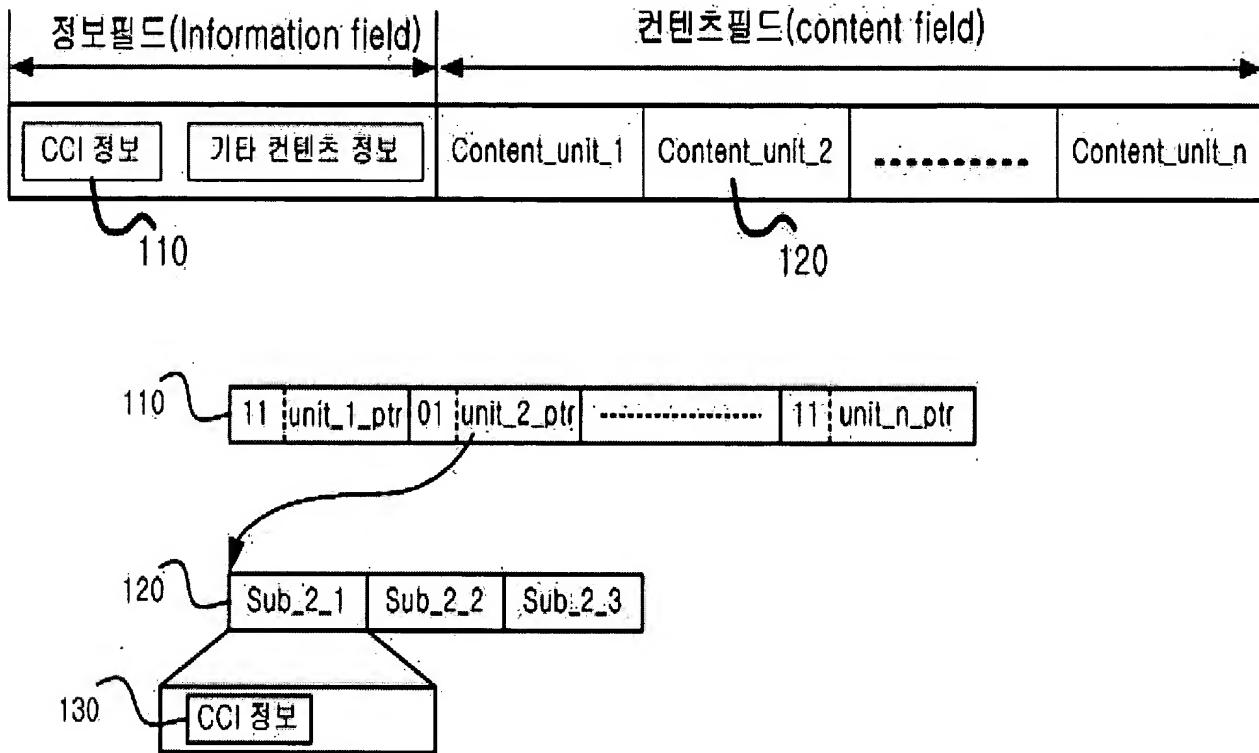 정보필드(Information field)
컨텐츠필드(content field)
CCI 정보
기타 컨텐츠 정보
Content_unit_1
Content_unit_2
Content_unit_n
110
120
110
11 unit_1_ptr 01 unit_2_ptr 11 unit_n_ptr
120
Sub_2_1 Sub_2_2 Sub_2_3
130
CCI 정보